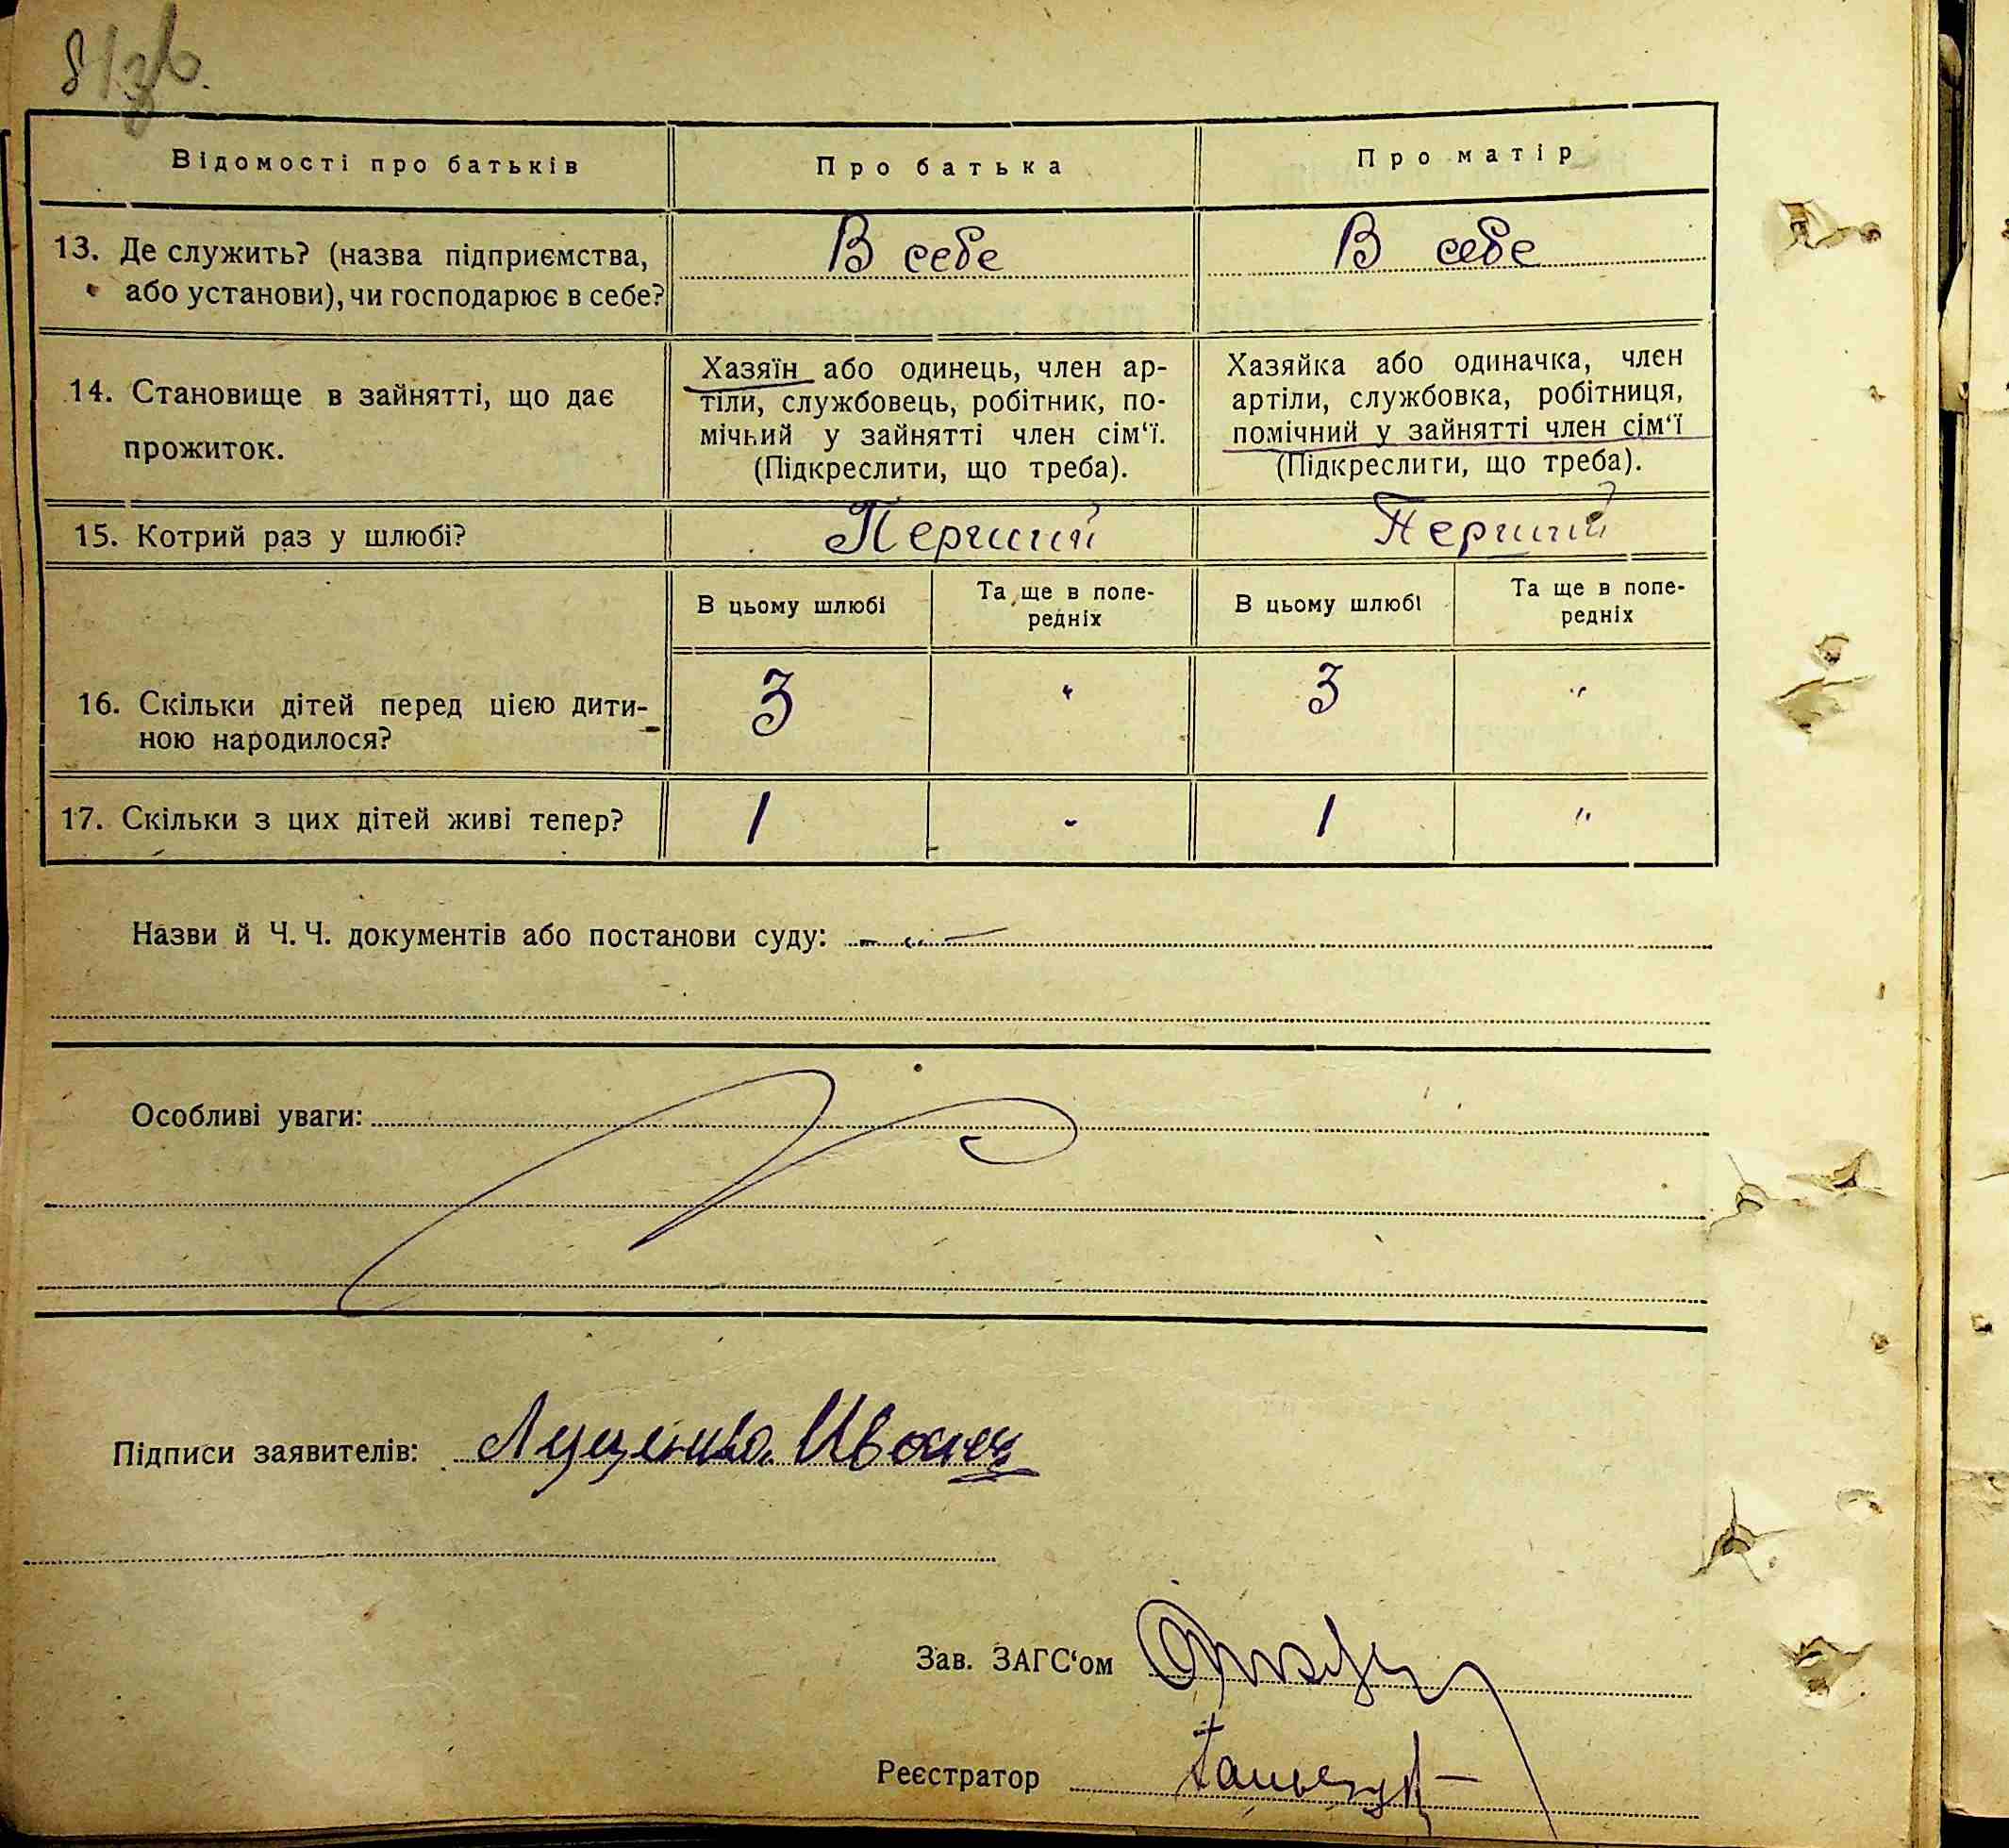 8 / зв.
Відомості про батьків Про батька Про матір
13. Де служить? (назва підприємства, В себе В себе
або установи), чи господарює в себе?
Хазяїн або одинець, член ар- Хазяйка або одиначка, член
14. Становище в зайнятті, що дає тіли, службовець, робітник, по- артіли, службовка, робітниця,
прожиток. мічний у зайнятті член сім‘ї. помічний у зайнятті член сім‘ї
(Підкреслити, що треба). (Підкреслити, що треба).
15. Котрий раз у шлюбі? Перший Перший
В цьому шлюбі Та ще в попе- В цьому шлюбі Та ще в попе-
редніх редніх
16. Скільки дітей перед цією дити- 3 " 3 "
ною народилося?
17. Скільки з цих дітей живі тепер? 1 - 1 "
Назви й Ч. Ч. документів або постанови суду: - " -
Особливі уваги:
Підписи заявителів: Луценко Иван
Зав. ЗАГС‘ом
Реєстратор